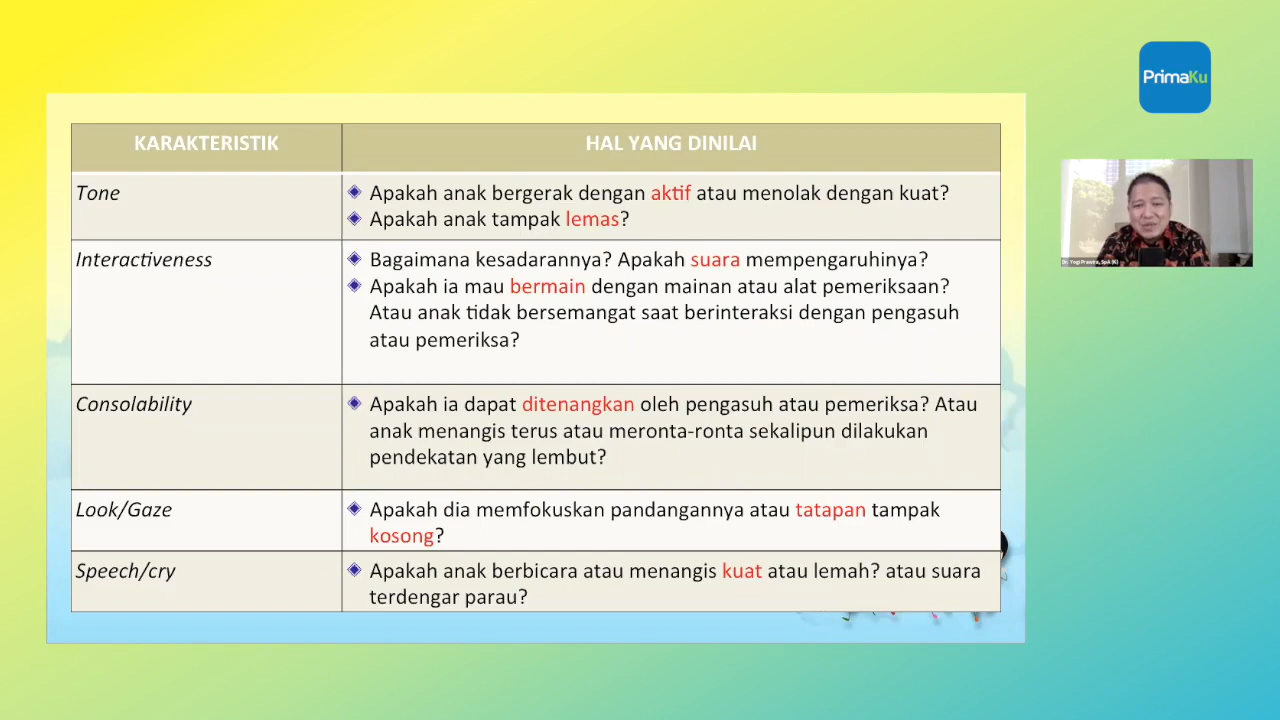 PrimaKu
KARAKTERISTIK
HAL YANG DINILAI
Tone
Apakah anak bergerak dengan aktif atau menolak dengan kuat?
Apakah anak tampak lemas?
Interactiveness
Bagaimana kesadarannya? Apakah suara mempengaruhinya?
Apakah ia mau bermain dengan mainan atau alat pemeriksaan?
Atau anak tidak bersemangat saat berinteraksi dengan pengasuh
atau pemeriksa?
Consolability
Apakah ia dapat ditenangkan oleh pengasuh atau pemeriksa? Atau
anak menangis terus atau meronta-ronta sekalipun dilakukan
pendekatan yang lembut?
Look/Gaze
Apakah dia memfokuskan pandangannya atau tatapan tampak
kosong?
Speech/cry
Apakah anak berbicara atau menangis kuat atau lemah? atau suara
terdengar parau?
Dr. Yogi Prawira, SpA (K)